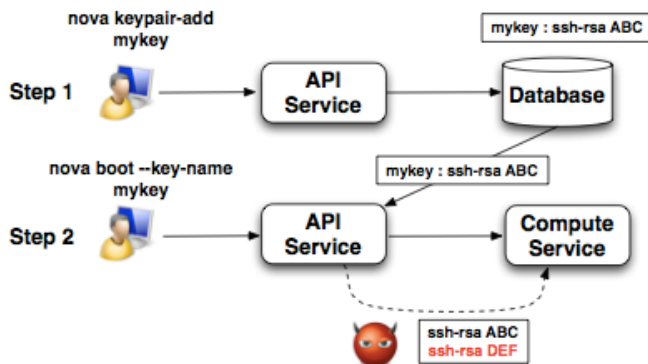 nova keypair-add
mykey
mykey : ssh-rsa ABC
Step 1
API
Service
Database
nova boot --key-name
mykey
mykey : ssh-rsa ABC
Step 2
API
Service
Compute
Service
ssh-rsa ABC
ssh-rsa DEF